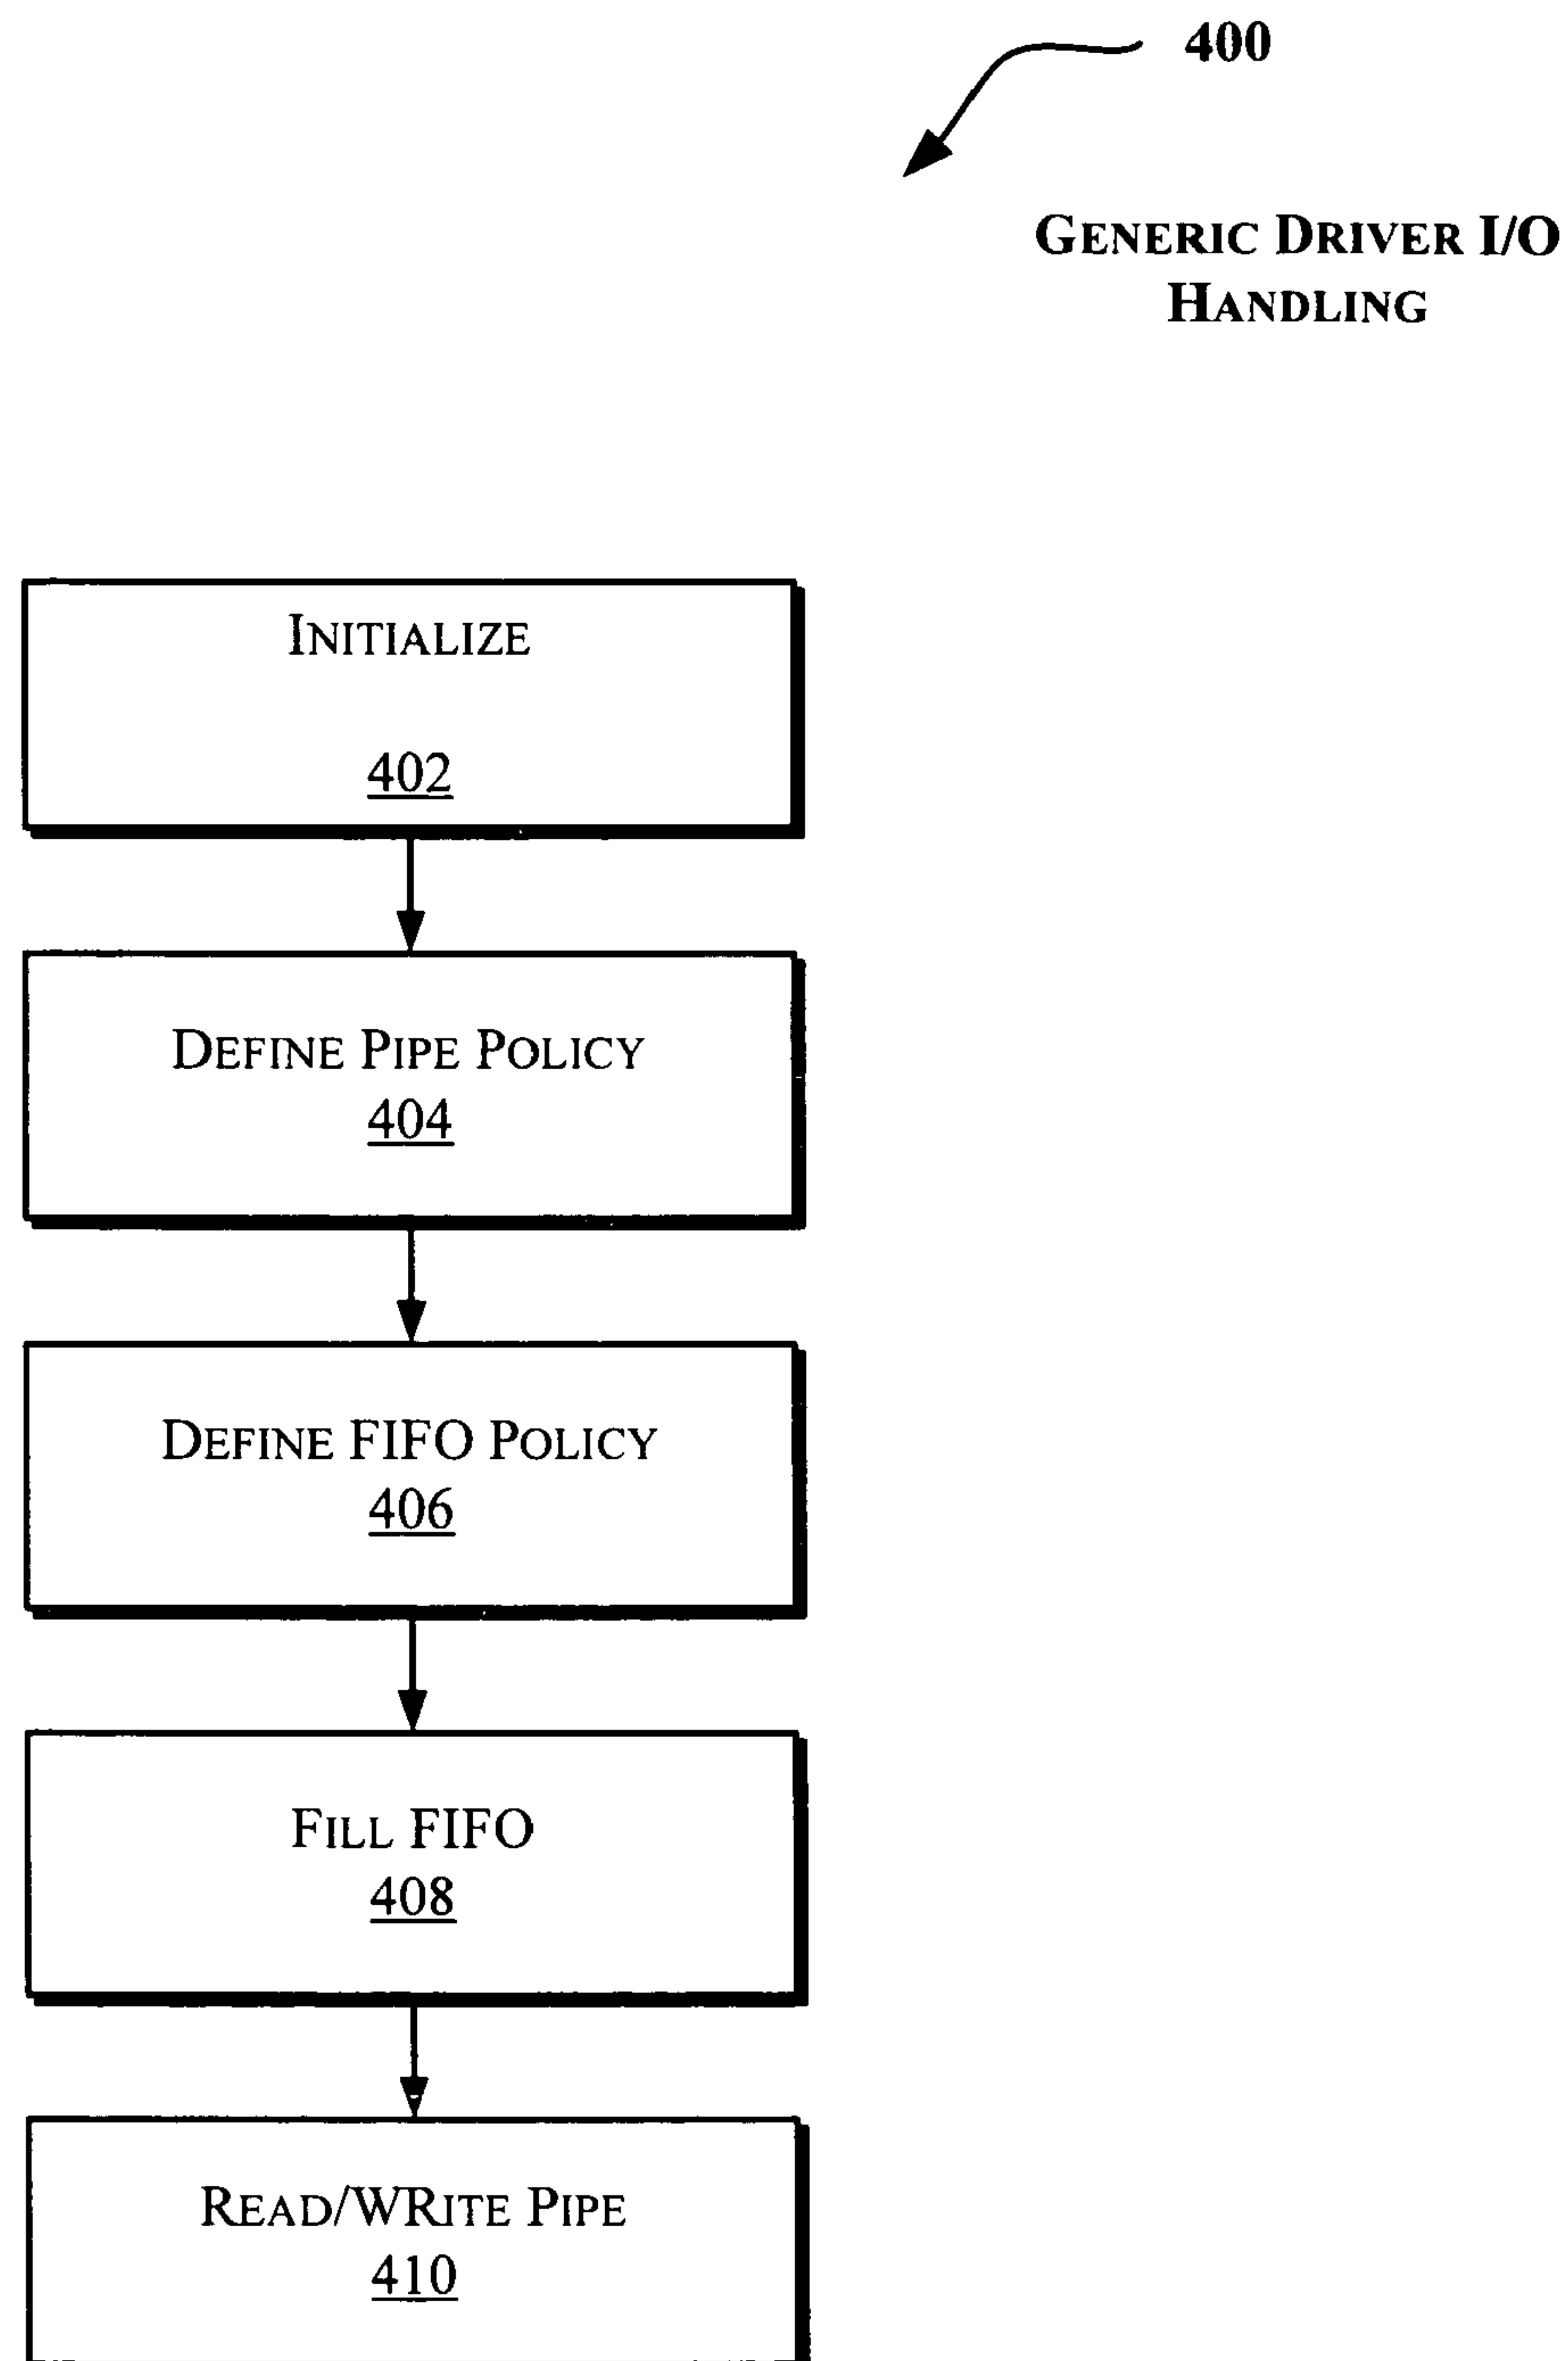 400
GENERIC DRIVER I/O
HANDLING
INITIALIZE
402
DEFINE PIPE POLICY
404
DEFINE FIFO POLICY
406
FILL FIFO
408
READ/WRITE PIPE
410